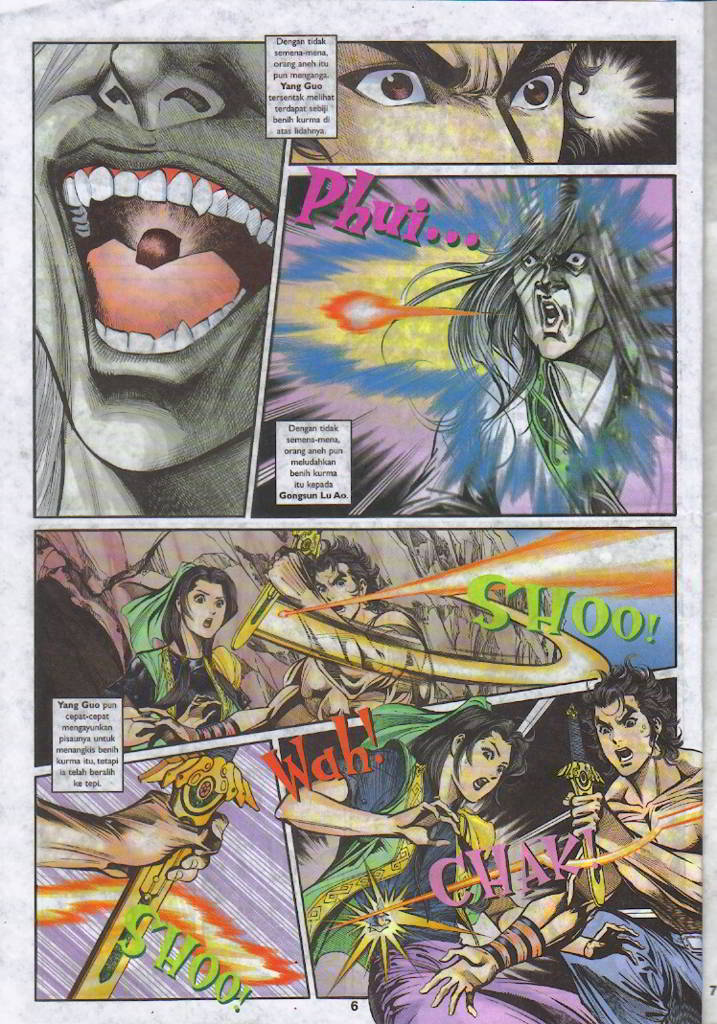 Dengan tidak
semena-mena,
orang aneh itu
pun menganga.
Yang Guo
tersentak melihat
terdapat sebiji
benih kurma di
atas lidahnya.
Phui...
Dengan tidak
semena-mena,
orang aneh pun
meludahkan
benih kurma
itu kepada
Gongsun Lu Ao.
SHOO!
Yang Guo pun
cepat-cepat
mengayunkan
pisaunya untuk
menangkis benih
kurma itu, tetapi
ia telah beralih
ke tepi.
Wah!
CHAK!
SHOO!
6
7